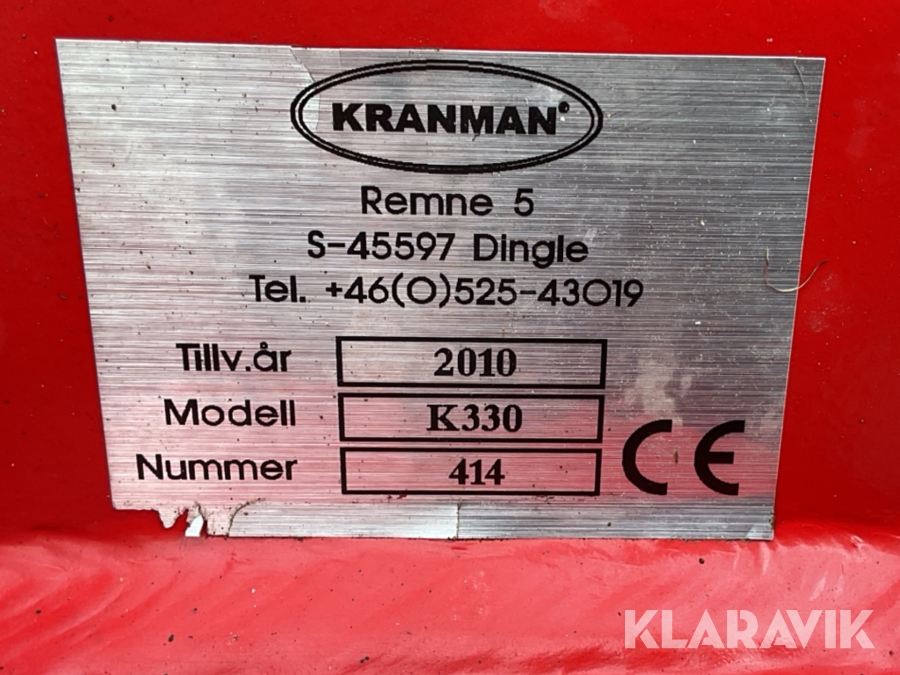 KRANMAN®
Remne 5
S-45597 Dingle
Tel. +46(0)525-43019
Tillv.år 2010
Modell K330
Nummer 414
CE
KLARAVIK